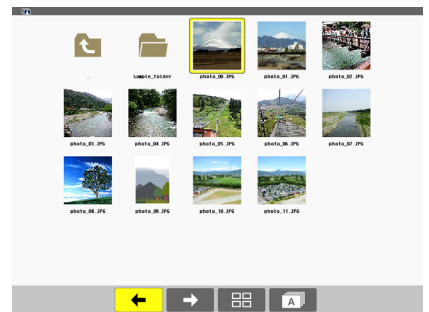 ..
sample_folder photo_00.JPG photo_01.JPG photo_02.JPG
photo_03.JPG photo_04.JPG photo_05.JPG photo_06.JPG photo_07.JPG
photo_08.JPG photo_09.JPG photo_10.JPG photo_11.JPG
A